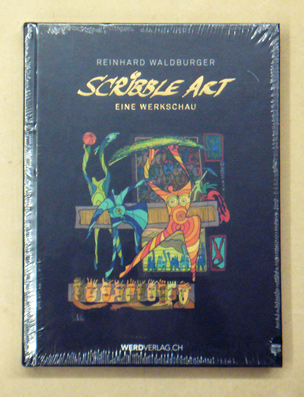 REINHARD WALDBURGER
SCRIBBLE ART
EINE WERKSCHAU
WERDVERLAG.CH